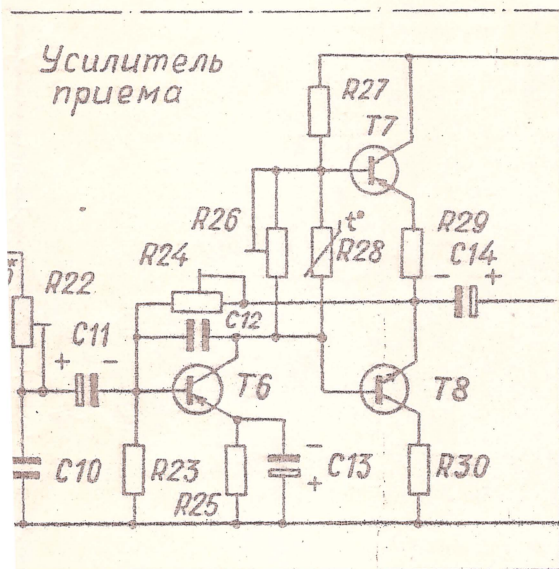 Усилитель
приема
R27
T7
R26
t°
R28
R29
C14
-
+
R24
R22
C11
+
-
C12
T6
T8
R23
R25
-
C13
+
R30
C10